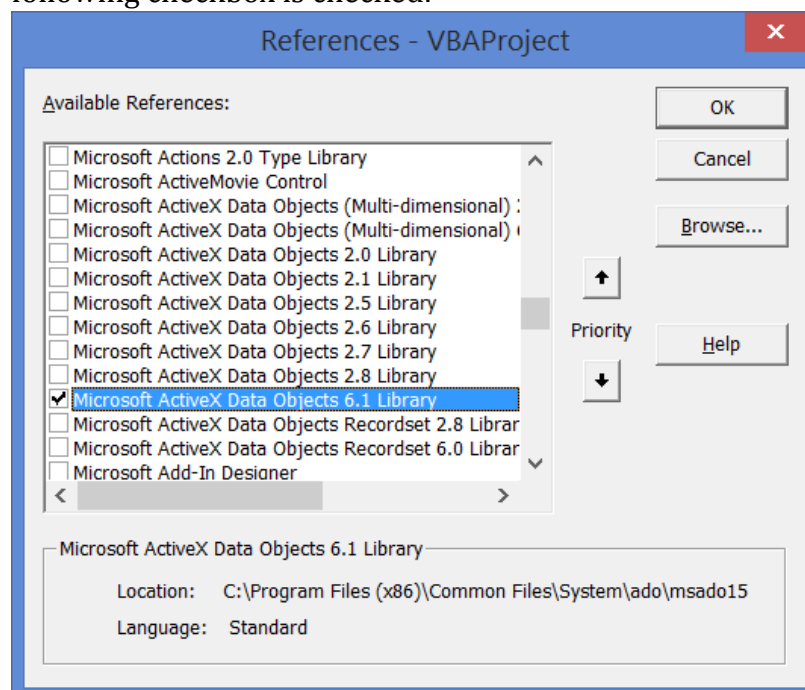 following checkbox is checked:
References - VBAProject
Available References:
OK
Microsoft Actions 2.0 Type Library
Cancel
Microsoft ActiveMovie Control
Microsoft ActiveX Data Objects (Multi-dimensional)
Microsoft ActiveX Data Objects (Multi-dimensional)
Browse...
Microsoft ActiveX Data Objects 2.0 Library
Microsoft ActiveX Data Objects 2.1 Library
Microsoft ActiveX Data Objects 2.5 Library
Microsoft ActiveX Data Objects 2.6 Library
Priority
Microsoft ActiveX Data Objects 2.7 Library
Help
Microsoft ActiveX Data Objects 2.8 Library
Microsoft ActiveX Data Objects 6.1 Library
Microsoft ActiveX Data Objects Recordset 2.8 Librar
Microsoft ActiveX Data Objects Recordset 6.0 Librar
Microsoft Add-In Designer
Microsoft ActiveX Data Objects 6.1 Library
Location: C:\Program Files (x86)\Common Files\System\ado\msado15
Language: Standard